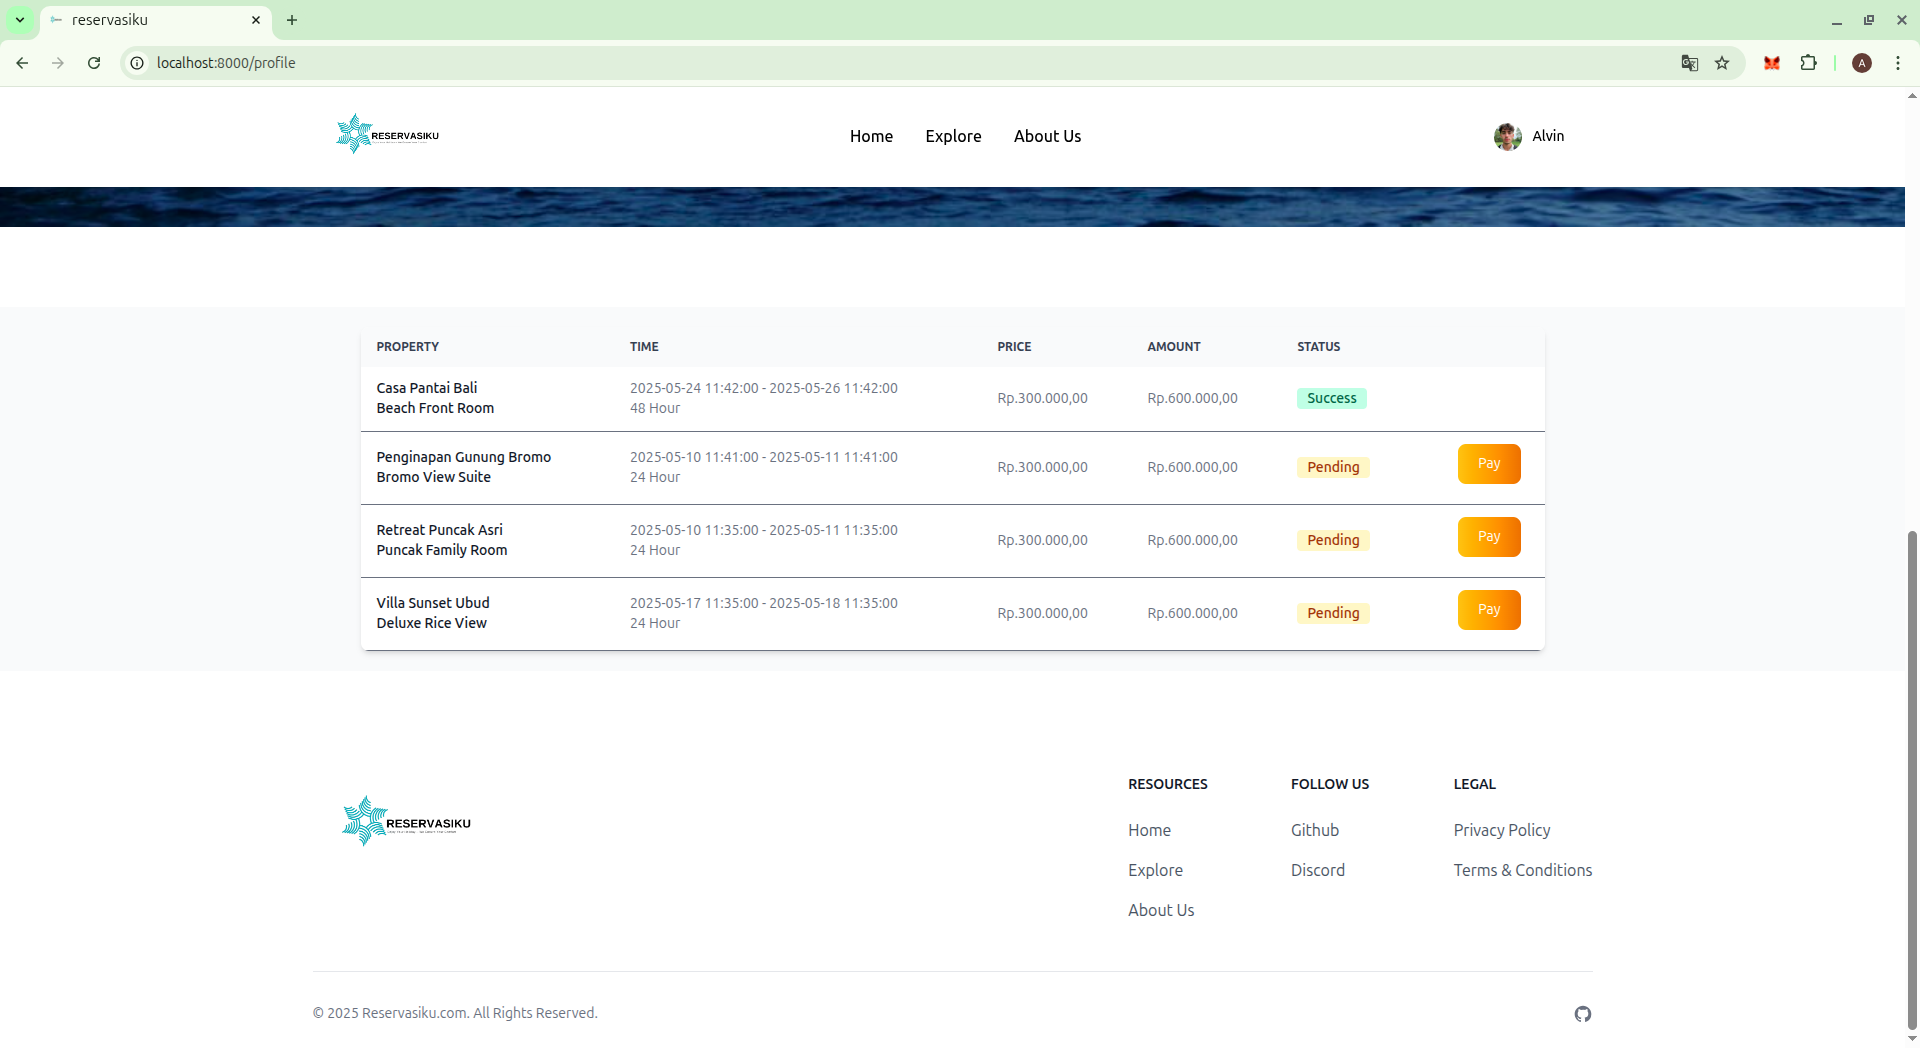 reservasiku
localhost:8000/profile
A
RESERVASIKU
Home Explore About Us
Alvin
PROPERTY TIME PRICE AMOUNT STATUS
Casa Pantai Bali 2025-05-24 11:42:00 - 2025-05-26 11:42:00
Beach Front Room 48 Hour Rp.300.000,00 Rp.600.000,00 Success
Penginapan Gunung Bromo 2025-05-10 11:41:00 - 2025-05-11 11:41:00
Bromo View Suite 24 Hour Rp.300.000,00 Rp.600.000,00 Pending Pay
Retreat Puncak Asri 2025-05-10 11:35:00 - 2025-05-11 11:35:00
Puncak Family Room 24 Hour Rp.300.000,00 Rp.600.000,00 Pending Pay
Villa Sunset Ubud 2025-05-17 11:35:00 - 2025-05-18 11:35:00
Deluxe Rice View 24 Hour Rp.300.000,00 Rp.600.000,00 Pending Pay
RESERVASIKU
RESOURCES FOLLOW US LEGAL
Home Github Privacy Policy
Explore Discord Terms & Conditions
About Us
© 2025 Reservasiku.com. All Rights Reserved.